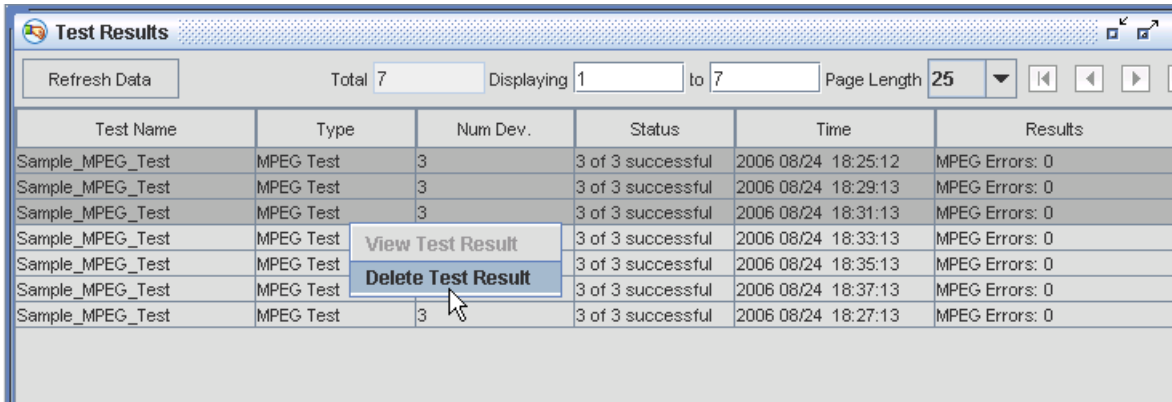 Test Results
Refresh Data Total 7 Displaying 1 to 7 Page Length 25
Test Name Type Num Dev. Status Time Results
Sample_MPEG_Test MPEG Test 3 3 of 3 successful 2006 08/24 18:25:12 MPEG Errors: 0
Sample_MPEG_Test MPEG Test 3 3 of 3 successful 2006 08/24 18:29:13 MPEG Errors: 0
Sample_MPEG_Test MPEG Test 3 3 of 3 successful 2006 08/24 18:31:13 MPEG Errors: 0
Sample_MPEG_Test MPEG Test 3 of 3 successful 2006 08/24 18:33:13 MPEG Errors: 0
View Test Result
Sample_MPEG_Test MPEG Test 3 of 3 successful 2006 08/24 18:35:13 MPEG Errors: 0
Delete Test Result
Sample_MPEG_Test MPEG Test 3 of 3 successful 2006 08/24 18:37:13 MPEG Errors: 0
Sample_MPEG_Test MPEG Test 3 3 of 3 successful 2006 08/24 18:27:13 MPEG Errors: 0